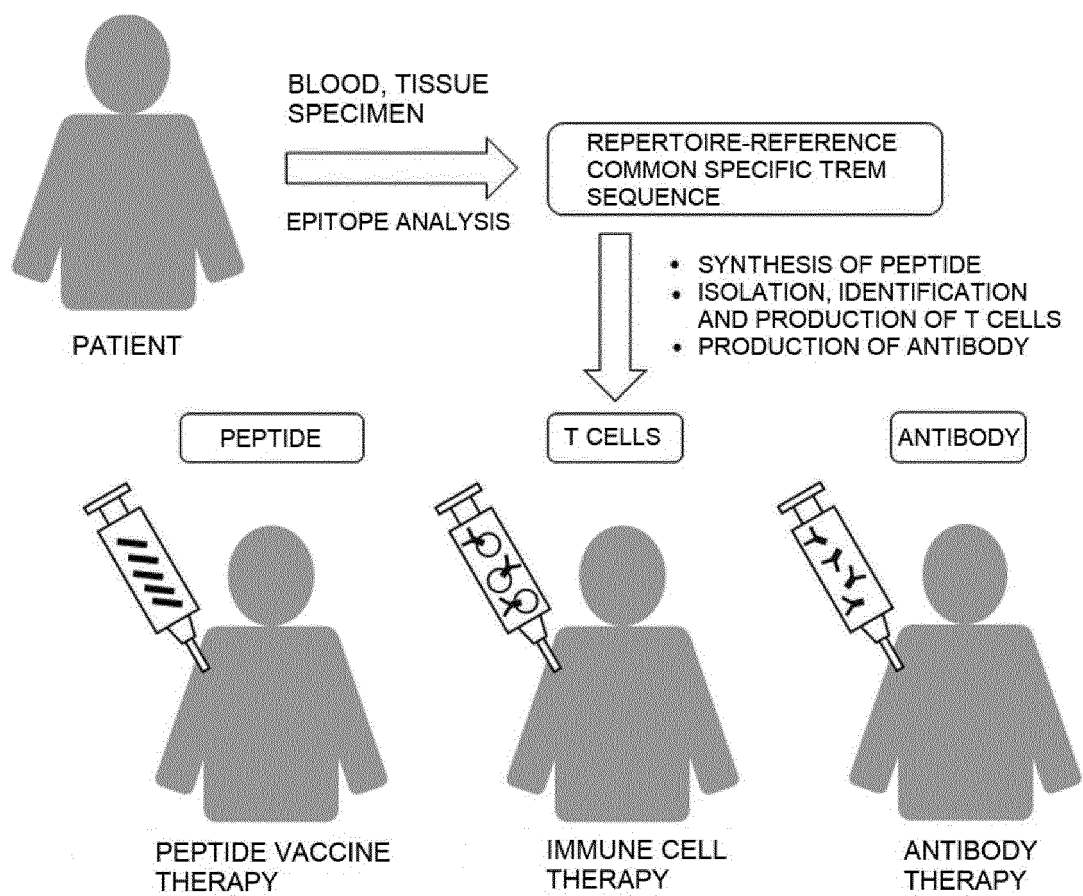 BLOOD, TISSUE
SPECIMEN
EPITOPE ANALYSIS
REPERTOIRE-REFERENCE
COMMON SPECIFIC TREM
SEQUENCE
PATIENT
• SYNTHESIS OF PEPTIDE
• ISOLATION, IDENTIFICATION
AND PRODUCTION OF T CELLS
• PRODUCTION OF ANTIBODY
PEPTIDE
T CELLS
ANTIBODY
PEPTIDE VACCINE
THERAPY
IMMUNE CELL
THERAPY
ANTIBODY
THERAPY